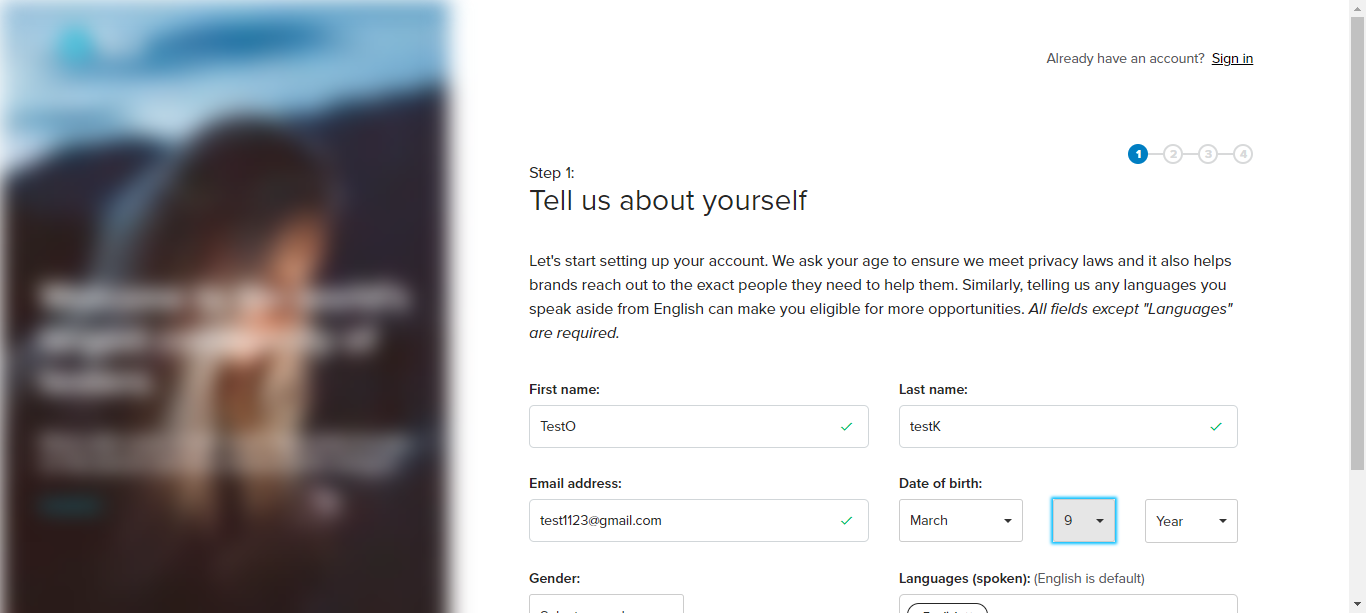 Already have an account? Sign in
1 2 3 4
Step 1:
Tell us about yourself
Let's start setting up your account. We ask your age to ensure we meet privacy laws and it also helps
brands reach out to the exact people they need to help them. Similarly, telling us any languages you
speak aside from English can make you eligible for more opportunities. All fields except "Languages"
are required.
First name:
Last name:
TestO
testK
Email address:
Date of birth:
test1123@gmail.com
March
9
Year
Gender:
Languages (spoken): (English is default)